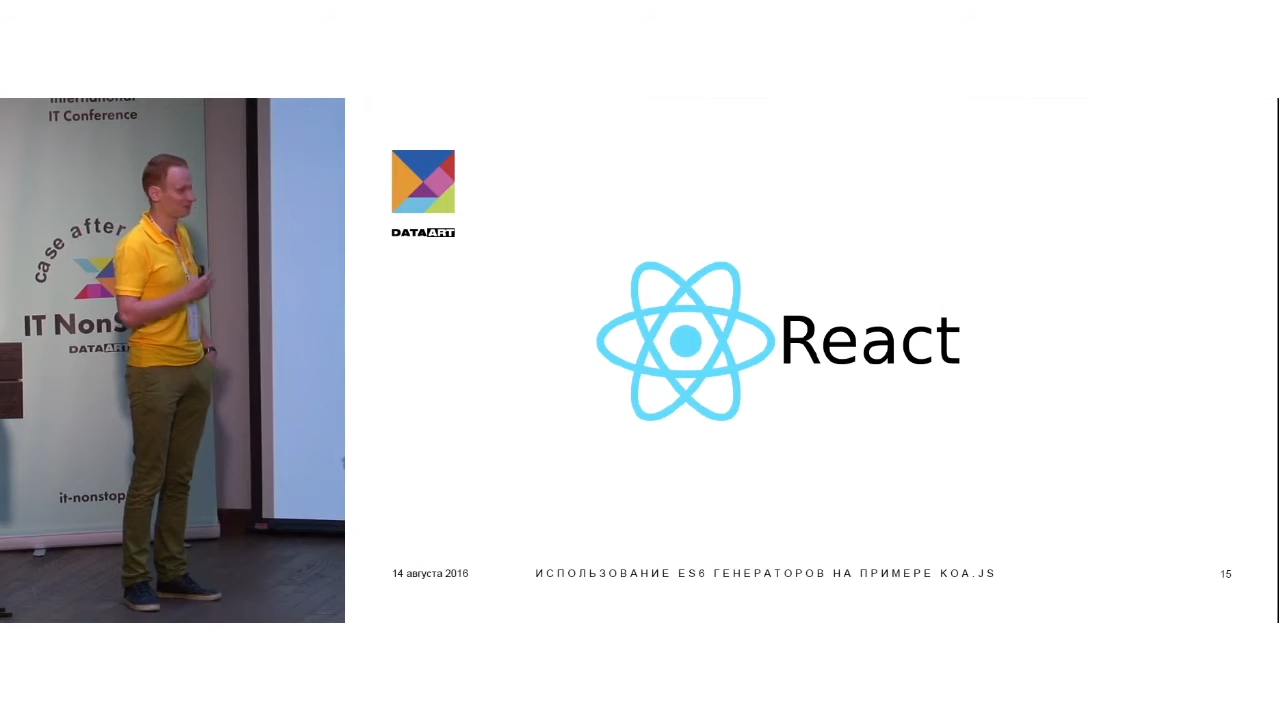 International
IT Conference
case after
IT NonS
DATAART
it-nonstop
DATAART
React
14 августа 2016
ИСПОЛЬЗОВАНИЕ ES6 ГЕНЕРАТОРОВ НА ПРИМЕРЕ KOA.JS
15